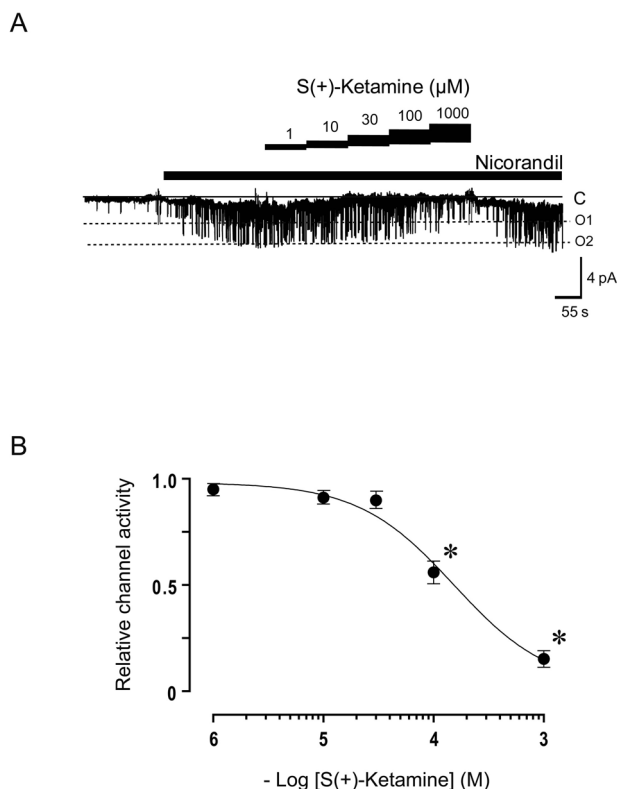 A
S(+)-Ketamine (µM)
1 10 30 100 1000
Nicorandil
C
O1
O2
4 pA
55 s
B
Relative channel activity
1.0
*
0.5
*
0
6 5 4 3
- Log [S(+)-Ketamine] (M)